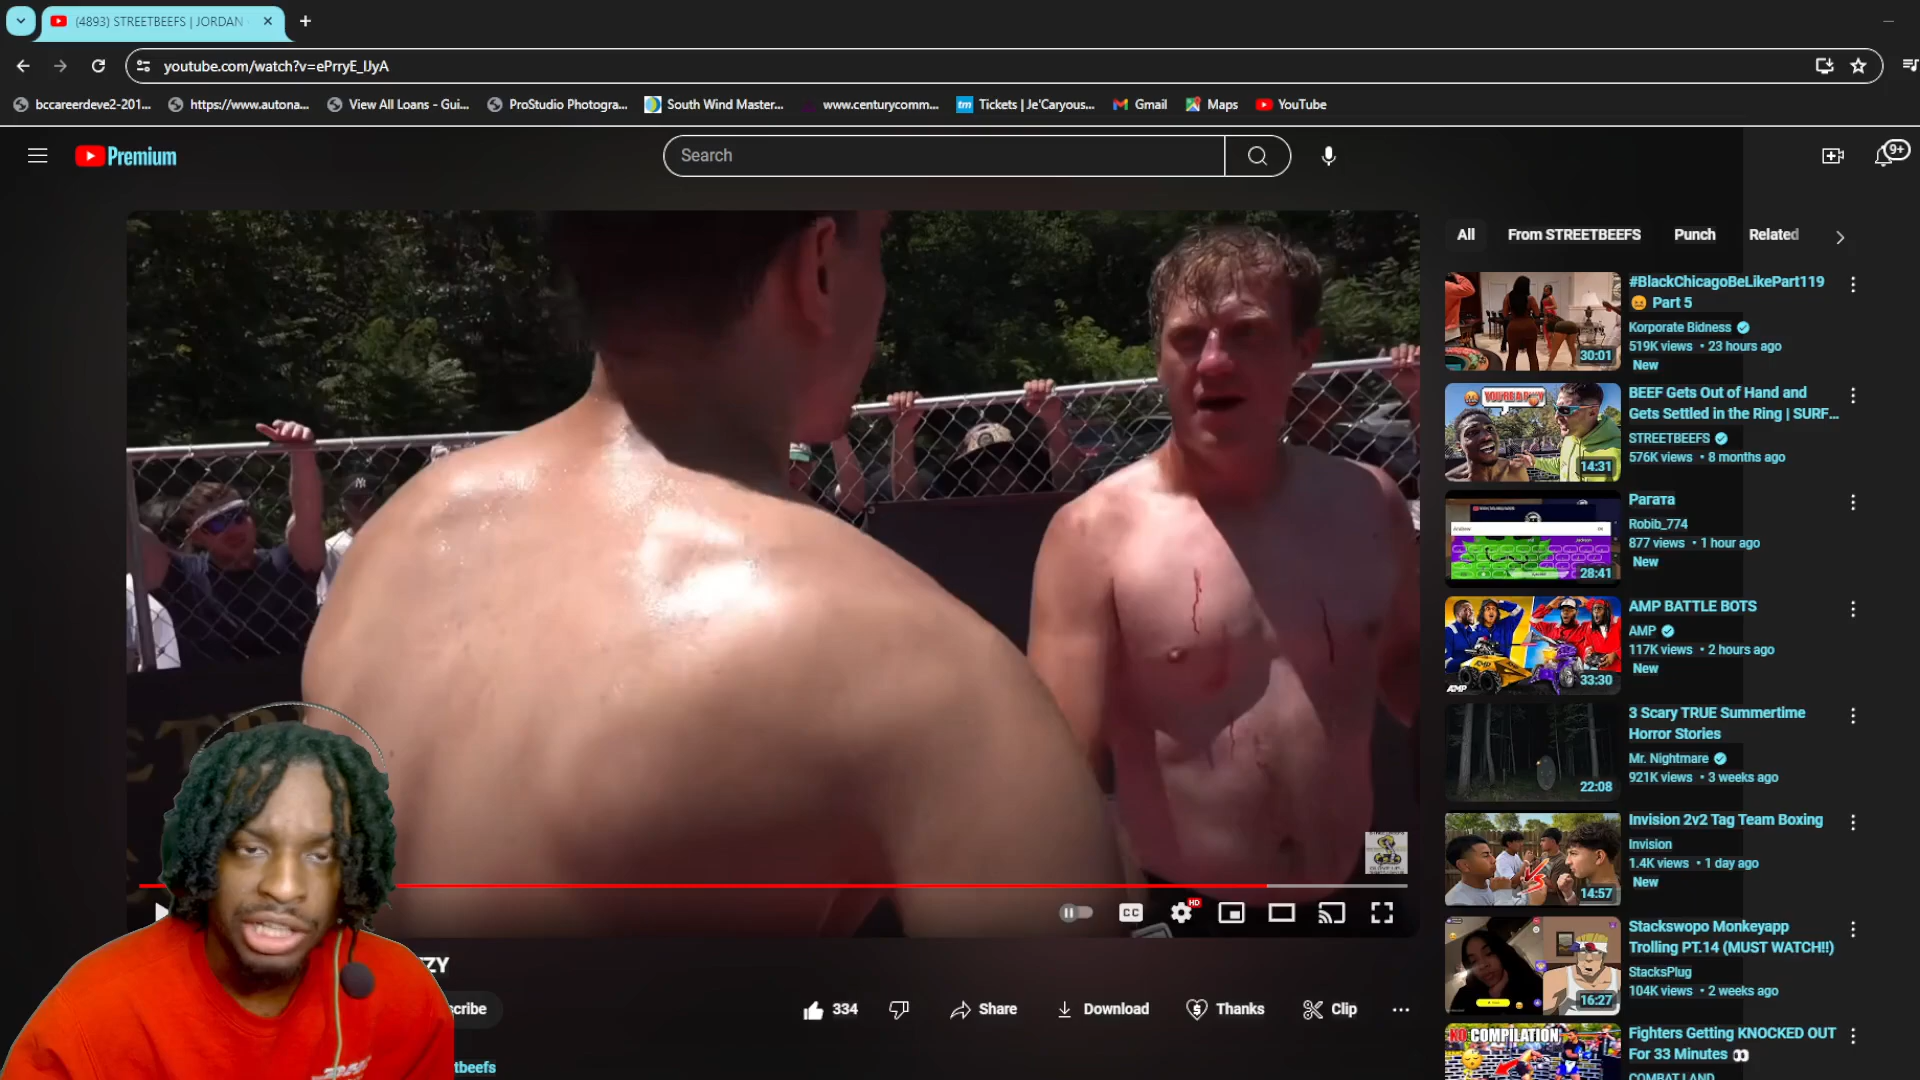 (4893) STREETBEEFS | JORDAN
youtube.com/watch?v=ePrryE_lJyA
bccareerdeve2-201...
https://www.autona...
View All Loans - Gui...
ProStudio Photogra...
South Wind Master...
www.centurycomm...
tm
Tickets | Je'Caryous...
Gmail
Maps
YouTube
Premium
Search
9+
All
From STREETBEEFS
Punch
Related
#BlackChicagoBeLikePart119
Part 5
Korporate Bidness
519K views • 23 hours ago
New
30:01
BEEF Gets Out of Hand and
Gets Settled in the Ring | SURF...
STREETBEEFS
576K views • 8 months ago
14:31
Parата
Robib_774
877 views • 1 hour ago
New
28:41
AMP BATTLE BOTS
AMP
117K views • 2 hours ago
New
33:30
AMP
3 Scary TRUE Summertime
Horror Stories
Mr. Nightmare
921K views • 3 weeks ago
22:08
Invision 2v2 Tag Team Boxing
Invision
1.4K views • 1 day ago
New
14:57
Stackswopo Monkeyapp
Trolling PT.14 (MUST WATCH!!)
StacksPlug
104K views • 2 weeks ago
16:27
Fighters Getting KNOCKED OUT
For 33 Minutes
COMBAT LAND
COMPILATION
CC
HD
ZY
cribe
334
Share
Download
Thanks
Clip
tbeefs